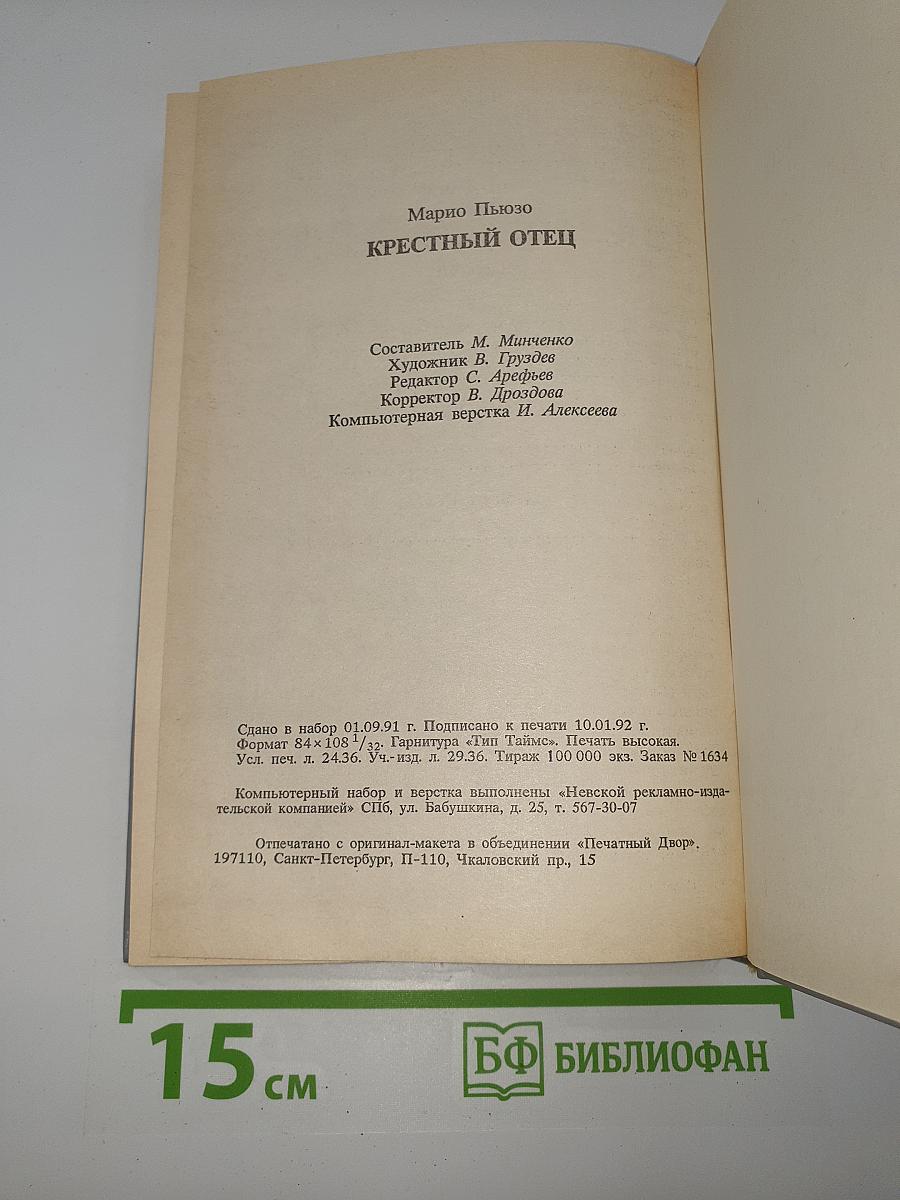 Марио Пьюзо
КРЕСТНЫЙ ОТЕЦ
Составитель М. Минченко
Художник В. Груздев
Редактор С. Арефьев
Корректор В. Дроздова
Компьютерная верстка И. Алексеева
Сдано в набор 01.09.91 г. Подписано к печати 10.01.92 г.
Формат 84×108 1/32. Гарнитура «Тип Таймс». Печать высокая.
Усл. печ. л. 24.36. Уч.-изд. л. 29.36. Тираж 100 000 экз. Заказ № 1634
Компьютерный набор и верстка выполнены «Невской рекламно-изда-
тельской компанией» СПб, ул. Бабушкина, д. 25, т. 567-30-07
Отпечатано с оригинал-макета в объединении «Печатный Двор».
197110, Санкт-Петербург, П-110, Чкаловский пр., 15
15 см
БФ БИБЛИОФАН